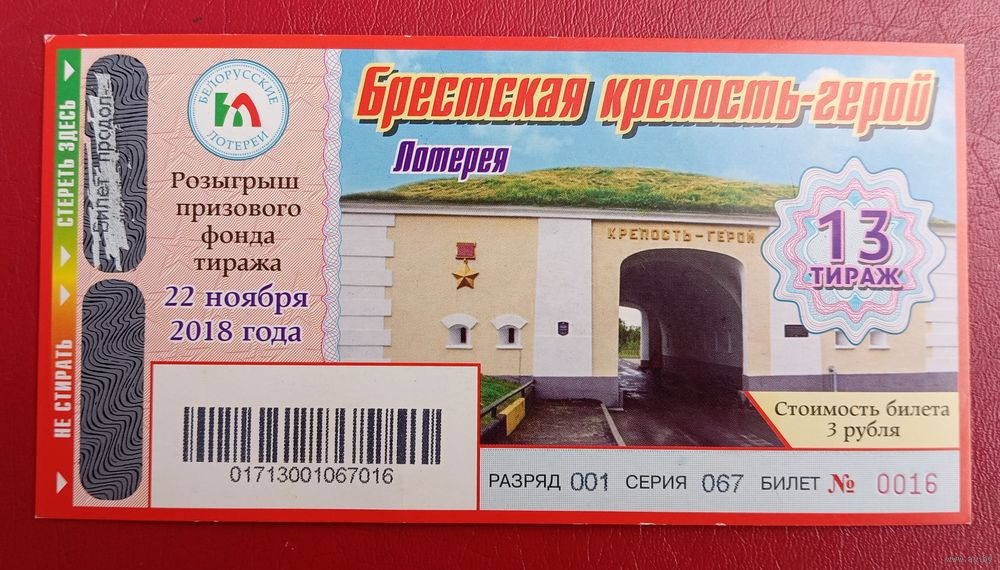 СТЕРЕТЬ ЗДЕСЬ
НЕ СТИРАТЬ
Билет продол
БЕЛОРУССКИЕ
ЛОТЕРЕИ
Розыгрыш
призового
фонда
тиража
22 ноября
2018 года
Брестская крепость-герой
Лотерея
КРЕПОСТЬ-ГЕРОЙ
13
ТИРАЖ
Стоимость билета
3 рубля
01713001067016
РАЗРЯД 001 СЕРИЯ 067 БИЛЕТ № 0016